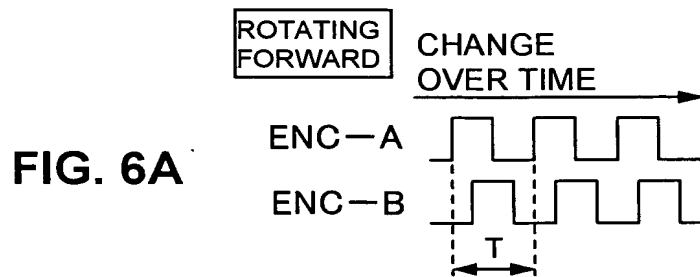 ROTATING
FORWARD
CHANGE
OVER TIME
ENC—A
FIG. 6A
ENC—B
T